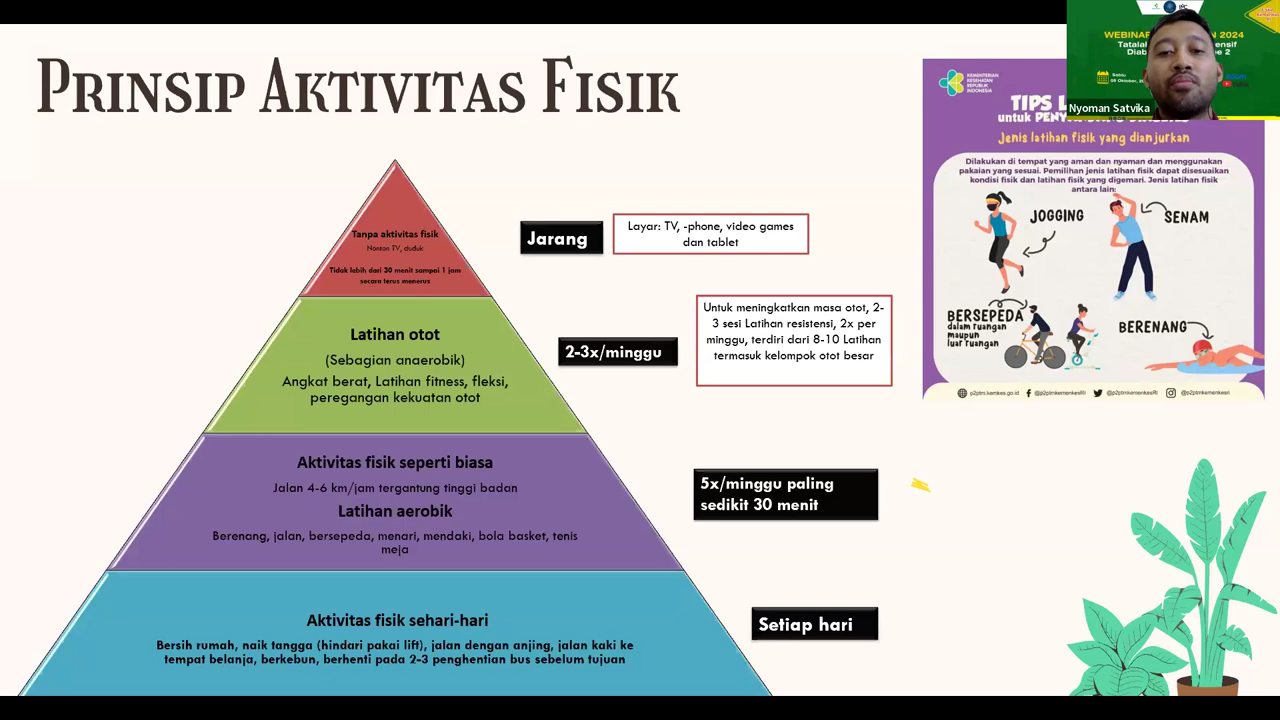 PRINSIP AKTIVITAS FISIK
Tanpa aktivitas fisik
Nonton TV, duduk
Tidak lebih dari 30 menit sampai 1 jam
secara terus menerus
Jarang
Layar: TV, -phone, video games
dan tablet
Latihan otot
(Sebagian anaerobik)
Angkat berat, Latihan fitness, fleksi,
peregangan kekuatan otot
2-3x/minggu
Untuk meningkatkan masa otot, 2-
3 sesi Latihan resistensi, 2x per
minggu, terdiri dari 8-10 Latihan
termasuk kelompok otot besar
Aktivitas fisik seperti biasa
Jalan 4-6 km/jam tergantung tinggi badan
Latihan aerobik
Berenang, jalan, bersepeda, menari, mendaki, bola basket, tenis
meja
5x/minggu paling
sedikit 30 menit
Aktivitas fisik sehari-hari
Bersih rumah, naik tangga (hindari pakai lift), jalan dengan anjing, jalan kaki ke
tempat belanja, berkebun, berhenti pada 2-3 penghentian bus sebelum tujuan
Setiap hari
KEMENTERIAN
KESEHATAN
REPUBLIK
INDONESIA
TIPS
untuk
Jenis latihan fisik yang dianjurkan
Dilakukan di tempat yang aman dan nyaman dan menggunakan
pakaian yang sesuai. Pemilihan jenis latihan fisik dapat disesuaikan
kondisi fisik dan latihan fisik yang digemari. Jenis latihan fisik
antara lain:
JOGGING
SENAM
BERSEPEDA
dalam ruangan
maupun
luar ruangan
BERENANG
p2ptm.kemkes.go.id
@p2ptmkemenkesRI
@p2ptmkemenkesRI
@p2ptmkemenkesri
WEBINAR 2024
Sabtu
Nyoman Satvika